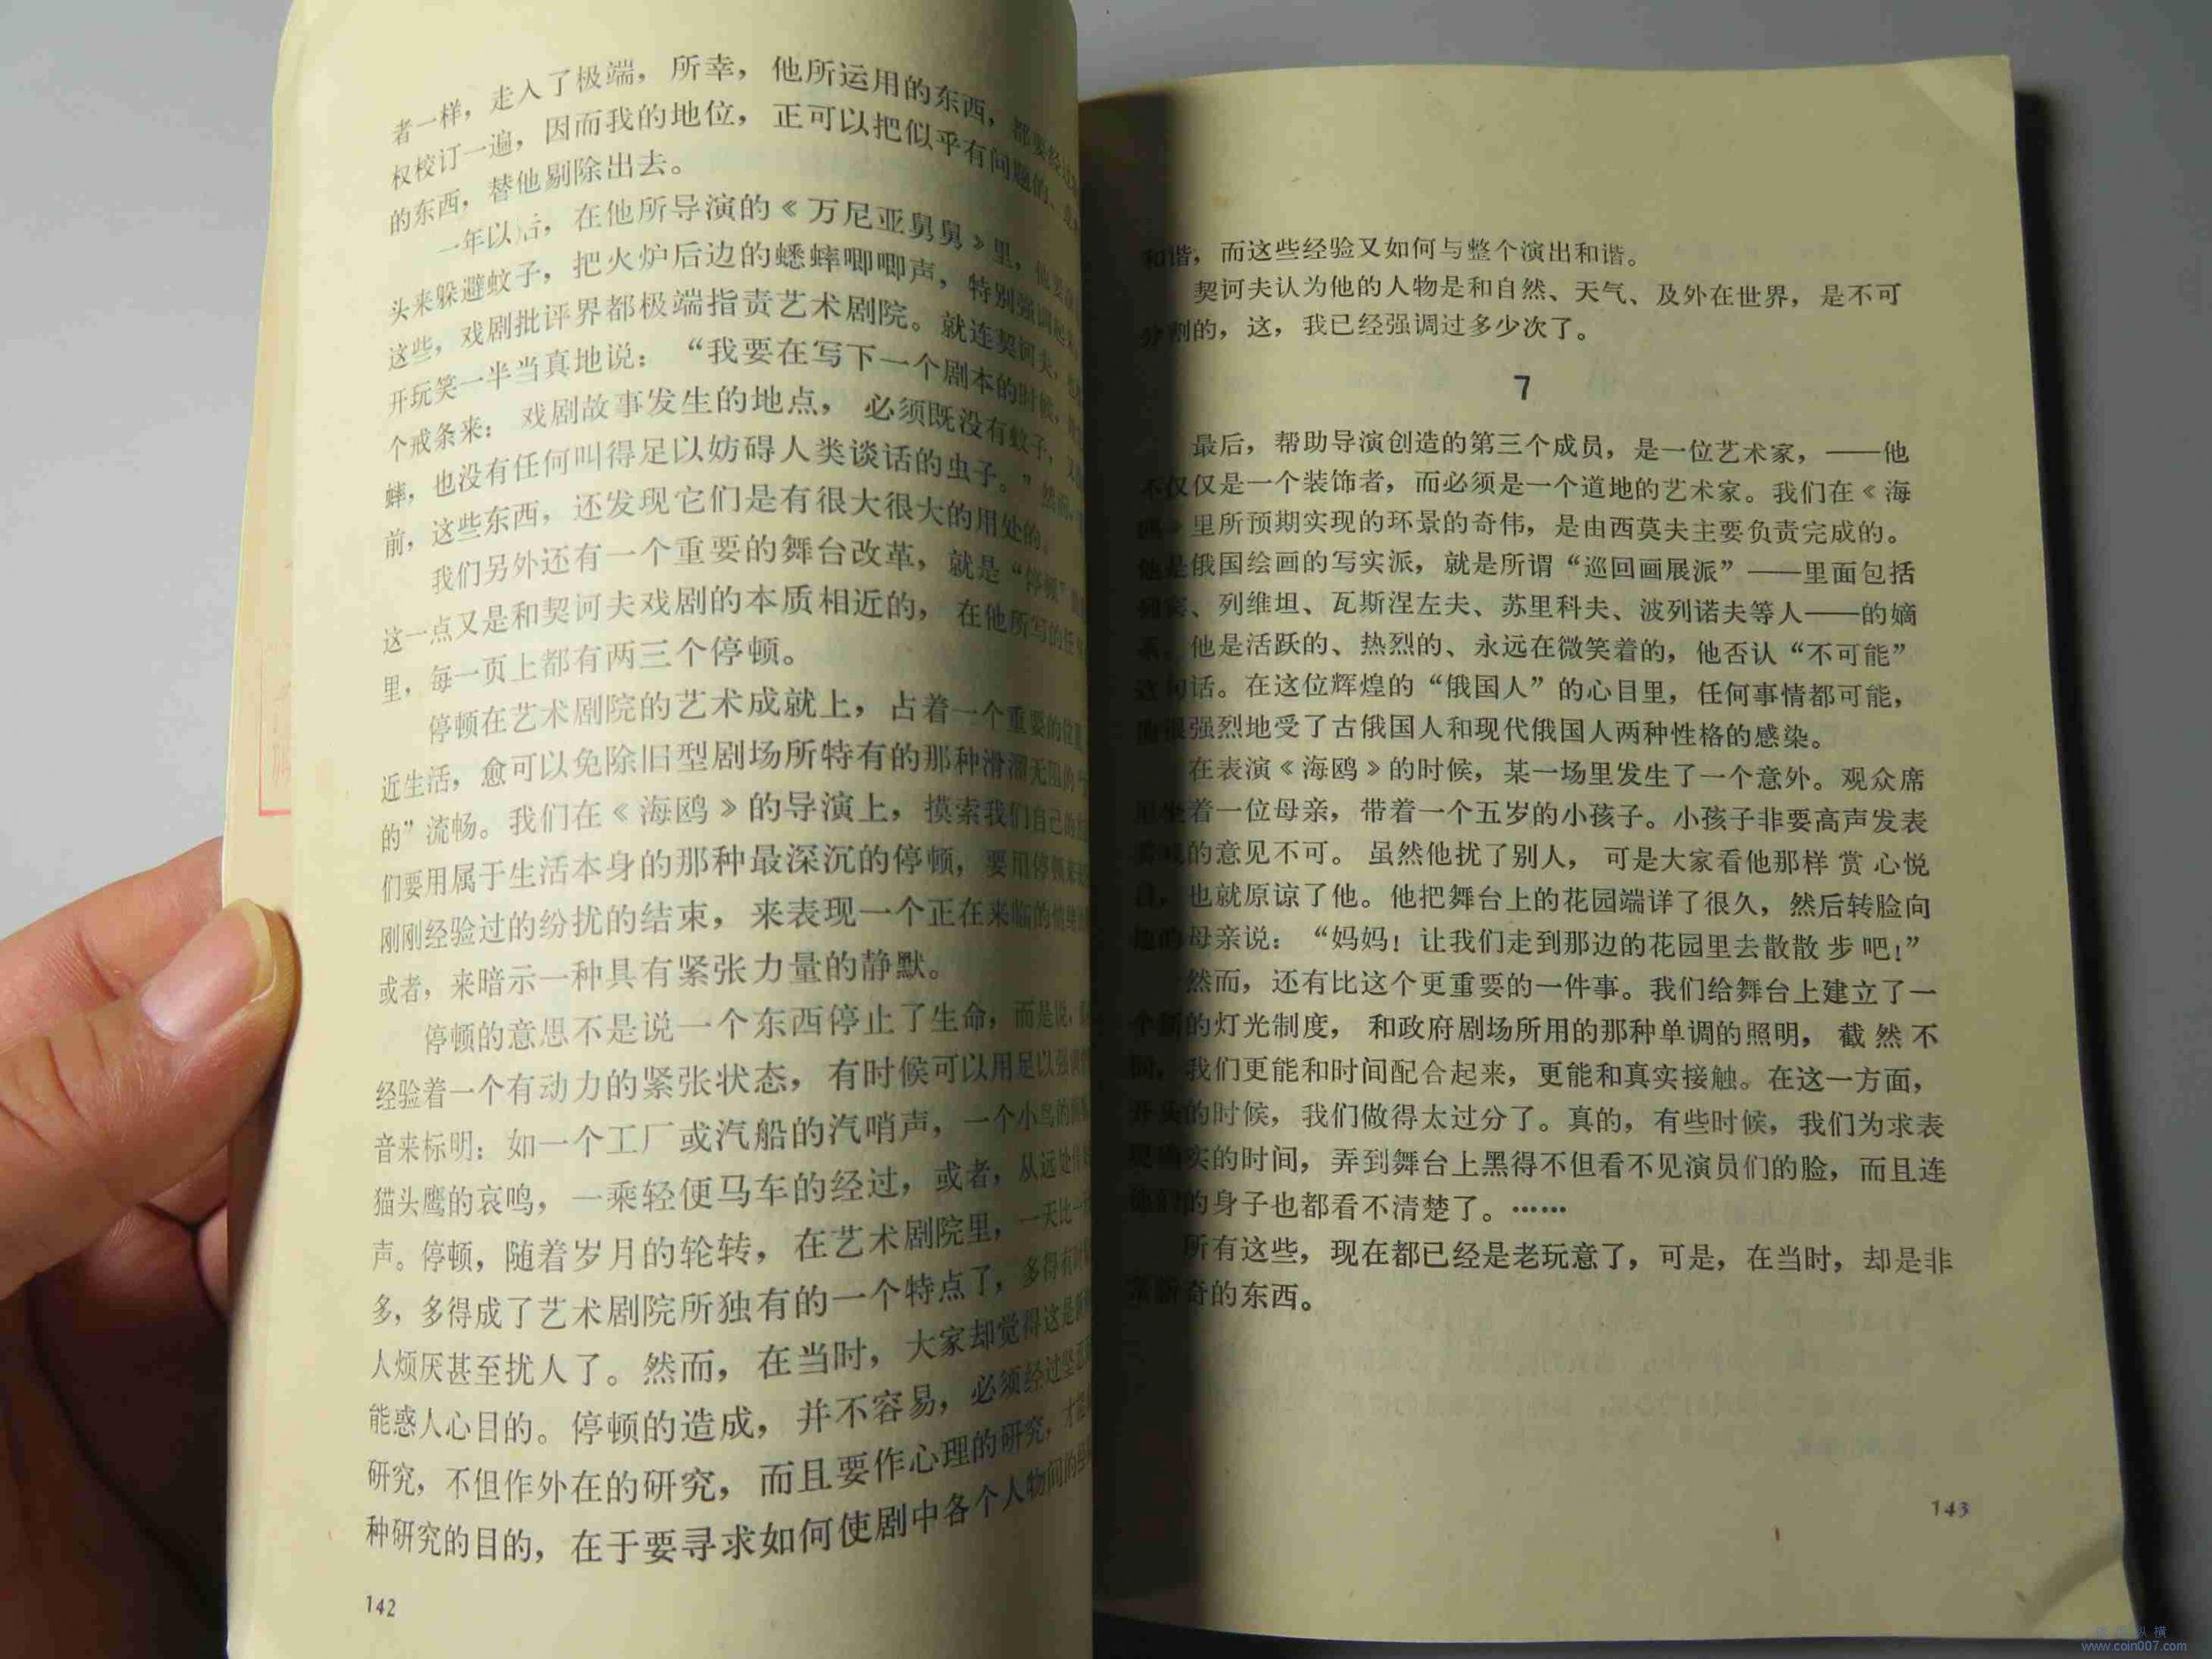 者一样，走入了极端，所幸，他所运用的东西，都要经过
权校订一遍，因而我的地位，正可以把似乎有问题的、
的东西，替他剔除出去。
一年以后，在他所导演的《万尼亚舅舅》里，他要
头来躲避蚊子，把火炉后边的蟋蟀唧唧声，特别强调起
这些，戏剧批评界都极端指责艺术剧院。就连契诃夫，
开玩笑一半当真地说：“我要在写下一个剧本的时候，
个戒条来：戏剧故事发生的地点，必须既没有蚊子，又
蟀，也没有任何叫得足以妨碍人类谈话的虫子。”然而，
前，这些东西，还发现它们是有很大很大的用处的。
我们另外还有一个重要的舞台改革，就是“停顿”
这一点又是和契诃夫戏剧的本质相近的，在他所写的任
里，每一页上都有两三个停顿。
停顿在艺术剧院的艺术成就上，占着一个重要的位置
近生活，愈可以免除旧型剧场所特有的那种滑溜无阻的“
的”流畅。我们在《海鸥》的导演上，摸索我们自己的
们要用属于生活本身的那种最深沉的停顿，要用停顿来
刚刚经验过的纷扰的结束，来表现一个正在来临的情绪
或者，来暗示一种具有紧张力量的静默。
停顿的意思不是说一个东西停止了生命，而是说，
经验着一个有动力的紧张状态，有时候可以用足以强调
音来标明：如一个工厂或汽船的汽哨声，一个小鸟的
猫头鹰的哀鸣，一乘轻便马车的经过，或者，从远处传
声。停顿，随着岁月的轮转，在艺术剧院里，一天比一
多，多得成了艺术剧院所独有的一个特点了，多得有时
人烦厌甚至扰人了。然而，在当时，大家却觉得这是
能惑人心目的。停顿的造成，并不容易，必须经过坚
研究，不但作外在的研究，而且要作心理的研究，才
种研究的目的，在于要寻求如何使剧中各个人物间的
142
和谐，而这些经验又如何与整个演出和谐。
契诃夫认为他的人物是和自然、天气、及外在世界，是不可
分割的，这，我已经强调过多少次了。
7
最后，帮助导演创造的第三个成员，是一位艺术家，——他
不仅仅是一个装饰者，而必须是一个道地的艺术家。我们在《海
鸥》里所预期实现的环景的奇伟，是由西莫夫主要负责完成的。
他是俄国绘画的写实派，就是所谓“巡回画展派”——里面包括
列宾、列维坦、瓦斯涅左夫、苏里科夫、波列诺夫等人——的嫡
系。他是活跃的、热烈的、永远在微笑着的，他否认“不可能”
这句话。在这位辉煌的“俄国人”的心目里，任何事情都可能，
他很强烈地受了古俄国人和现代俄国人两种性格的感染。
在表演《海鸥》的时候，某一场里发生了一个意外。观众席
里坐着一位母亲，带着一个五岁的小孩子。小孩子非要高声发表
的意见不可。虽然他扰了别人，可是大家看他那样赏心悦
目，也就原谅了他。他把舞台上的花园端详了很久，然后转脸向
他的母亲说：“妈妈！让我们走到那边的花园里去散散步吧！”
然而，还有比这个更重要的一件事。我们给舞台上建立了一
个新的灯光制度，和政府剧场所用的那种单调的照明，截然不
同，我们更能和时间配合起来，更能和真实接触。在这一方面，
开头的时候，我们做得太过分了。真的，有些时候，我们为求表
现确实的时间，弄到舞台上黑得不但看不见演员们的脸，而且连
他们的身子也都看不清楚了。……
所有这些，现在都已经是老玩意了，可是，在当时，却是非
常新奇的东西。
143
www.coin007.com